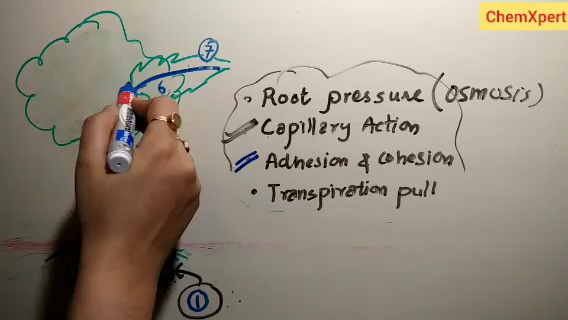 ChemXpert
7
6
Root pressure (osmosis)
Capillary Action
Adhesion & cohesion
Transpiration pull
1